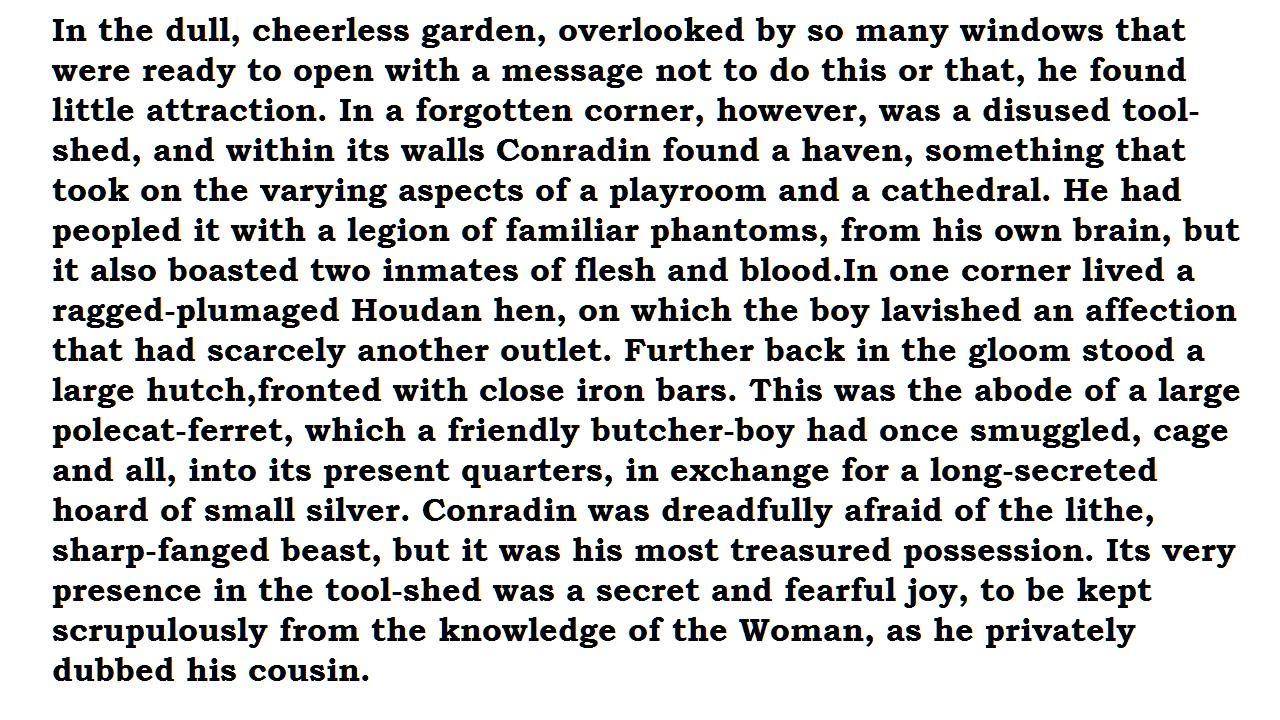 In the dull, cheerless garden, overlooked by so many windows that
were ready to open with a message not to do this or that, he found
little attraction. In a forgotten corner, however, was a disused tool-
shed, and within its walls Conradin found a haven, something that
took on the varying aspects of a playroom and a cathedral. He had
peopled it with a legion of familiar phantoms, from his own brain, but
it also boasted two inmates of flesh and blood.In one corner lived a
ragged-plumaged Houdan hen, on which the boy lavished an affection
that had scarcely another outlet. Further back in the gloom stood a
large hutch,fronted with close iron bars. This was the abode of a large
polecat-ferret, which a friendly butcher-boy had once smuggled, cage
and all, into its present quarters, in exchange for a long-secreted
hoard of small silver. Conradin was dreadfully afraid of the lithe,
sharp-fanged beast, but it was his most treasured possession. Its very
presence in the tool-shed was a secret and fearful joy, to be kept
scrupulously from the knowledge of the Woman, as he privately
dubbed his cousin.